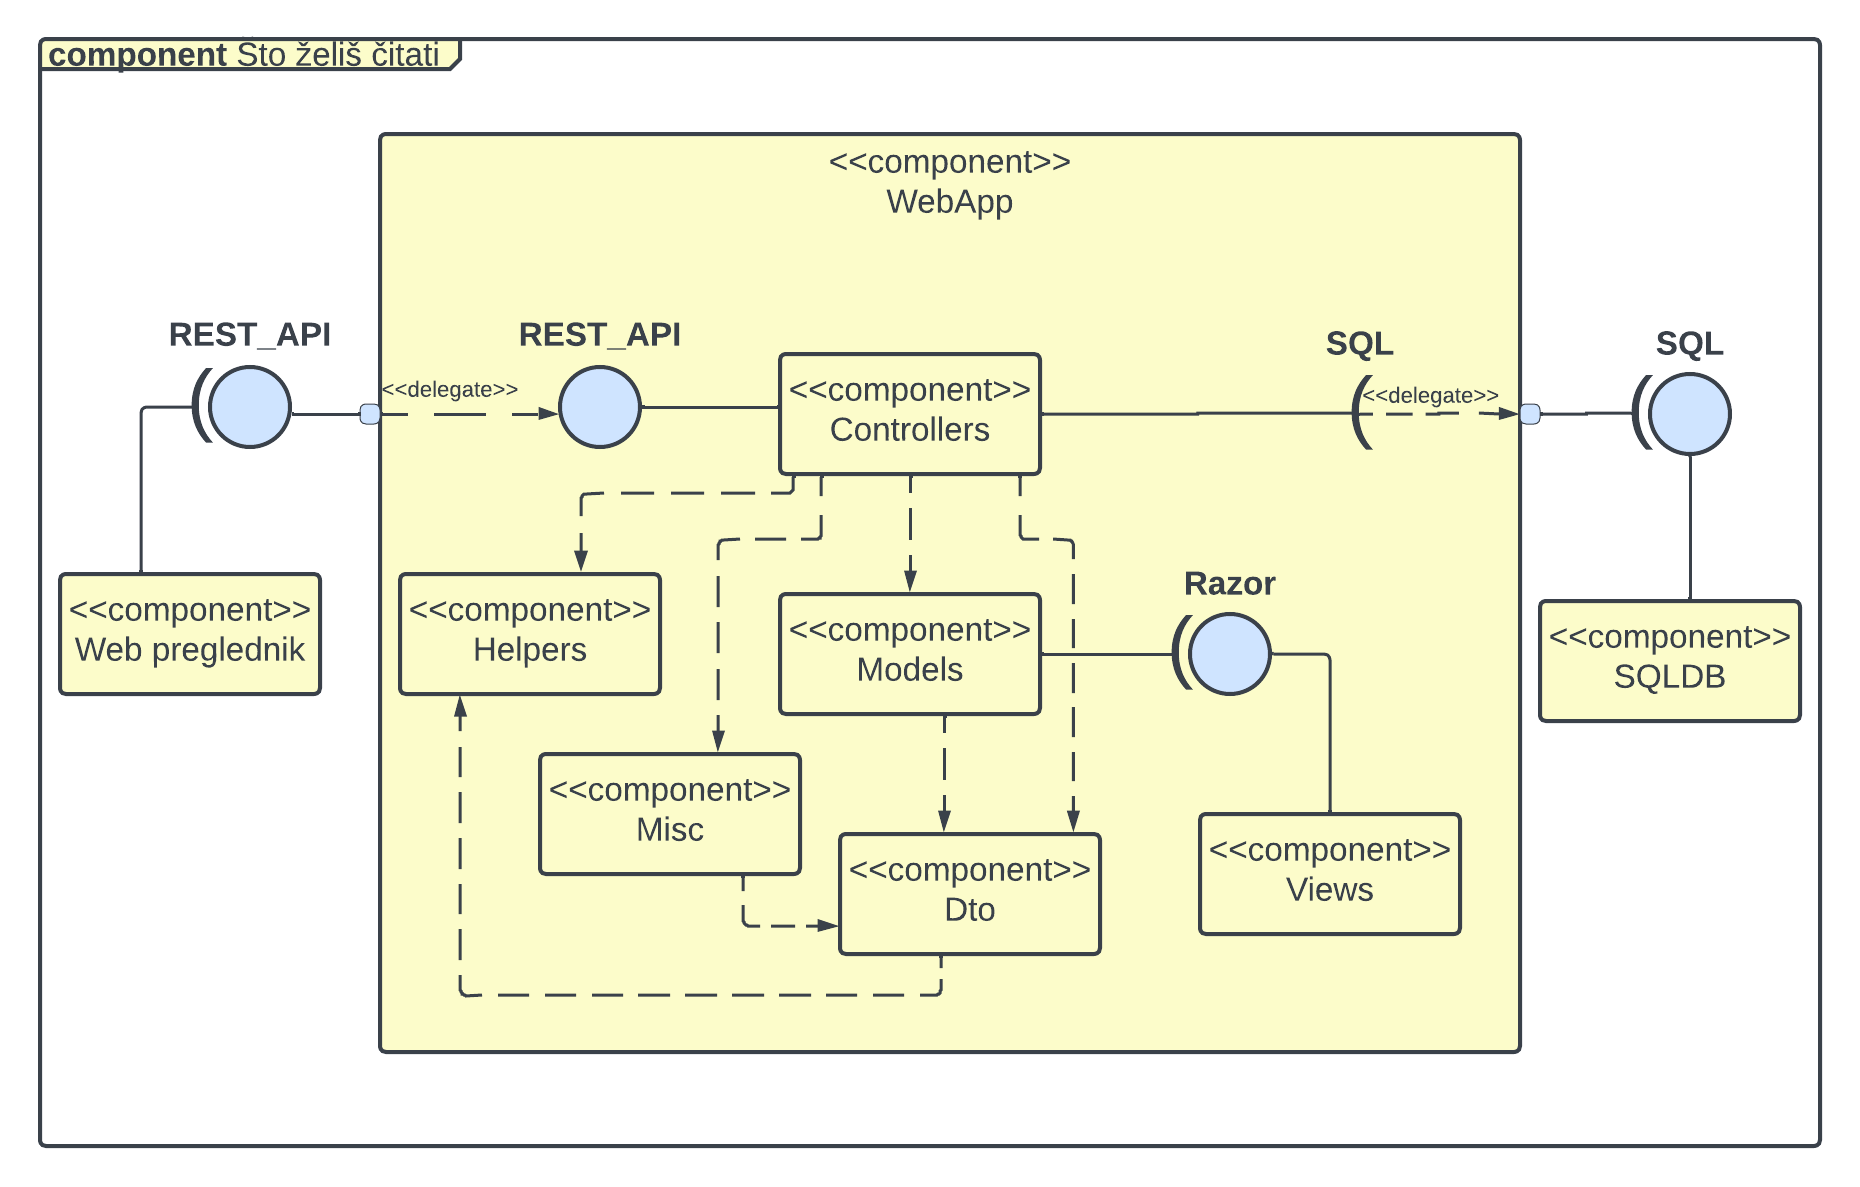 component Što želiš čitati
<<component>>
WebApp
REST_API
REST_API
SQL
SQL
<<delegate>>
<<delegate>>
<<component>>
Controllers
Razor
<<component>>
Web preglednik
<<component>>
Helpers
<<component>>
Models
<<component>>
SQLDB
<<component>>
Misc
<<component>>
Dto
<<component>>
Views